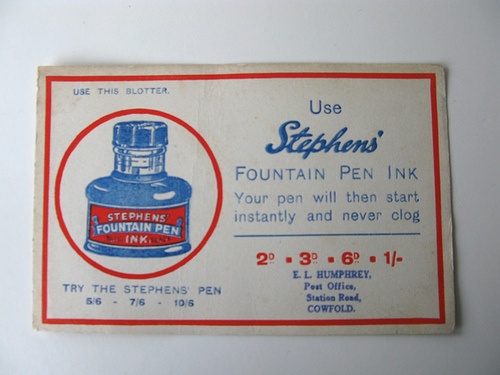 USE THIS BLOTTER.
STEPHENS'
FOUNTAIN PEN
INK
TRY THE STEPHENS' PEN
5/6 - 7/6 - 10/6
Use
Stephens'
FOUNTAIN PEN INK
Your pen will then start
instantly and never clog
2D. 3D. 6D. 1/-
E. L. HUMPHREY,
Post Office,
Station Road,
COWFOLD.